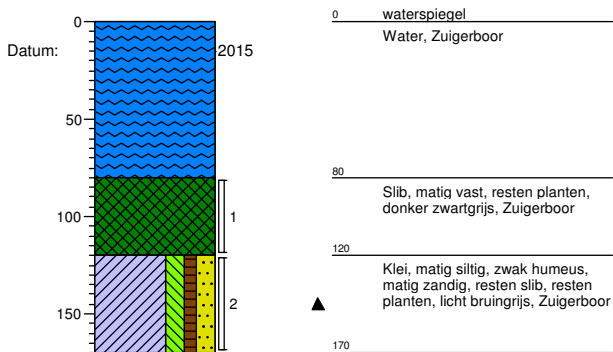 0
Datum: 2015
50
100
150
1
2
0 waterspiegel
Water, Zuigerboor
80
Slib, matig vast, resten planten,
donker zwartgrijs, Zuigerboor
120
Klei, matig siltig, zwak humeus,
matig zandig, resten slib, resten
planten, licht bruingrijs, Zuigerboor
170